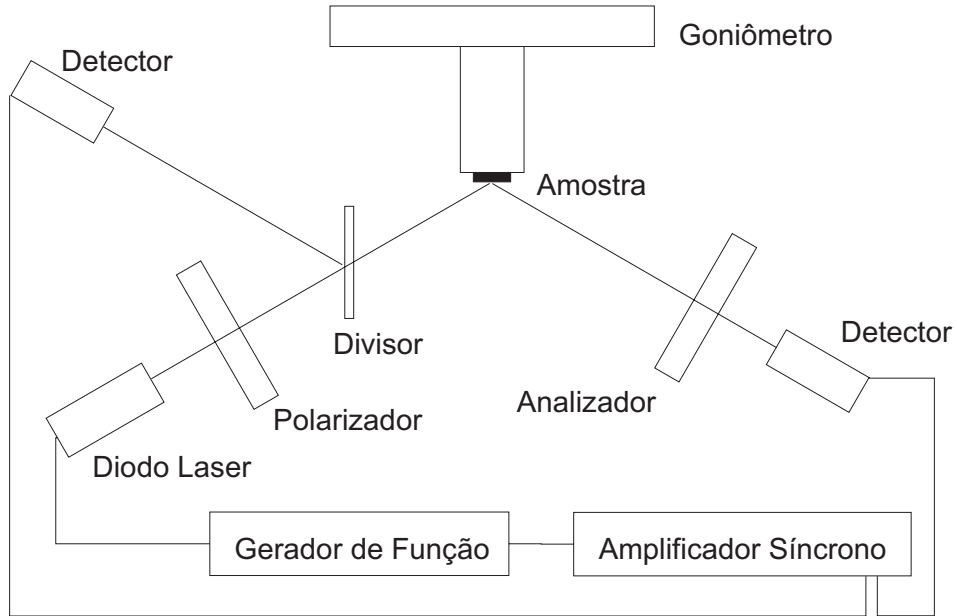 Goniômetro
Detector
Amostra
Divisor
Detector
Analizador
Polarizador
Diodo Laser
Gerador de Função
Amplificador Síncrono